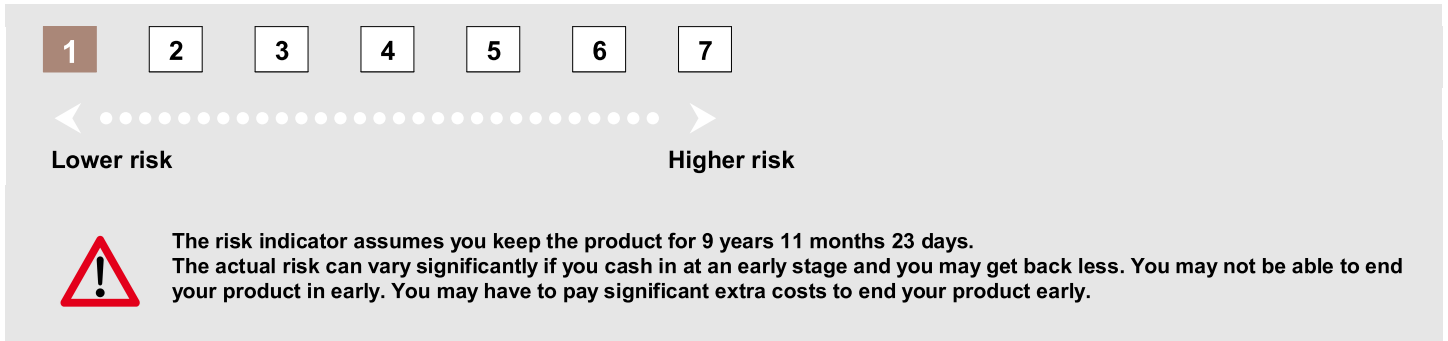 1 2 3 4 5 6 7
Lower risk Higher risk
The risk indicator assumes you keep the product for 9 years 11 months 23 days.
The actual risk can vary significantly if you cash in at an early stage and you may get back less. You may not be able to end
your product in early. You may have to pay significant extra costs to end your product early.